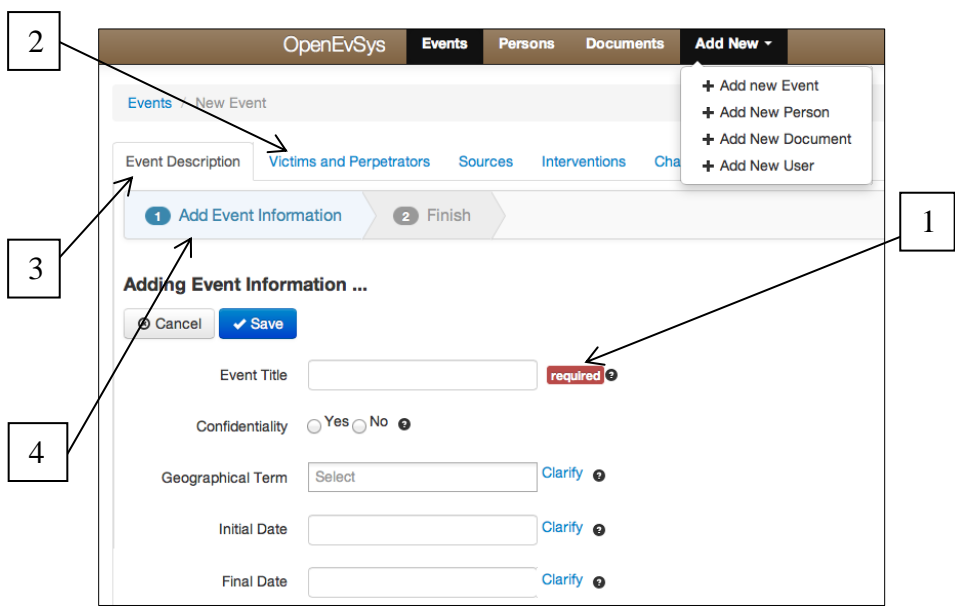 2
OpenEvSys Events Persons Documents Add New
Add new Event
Add New Person
Add New Document
Add New User
Events / New Event
Event Description Victims and Perpetrators Sources Interventions Cha
1 Add Event Information 2 Finish
1
3
Adding Event Information ...
Cancel Save
Event Title required ?
Confidentiality Yes No ?
4
Geographical Term Select Clarify ?
Initial Date Clarify ?
Final Date Clarify ?